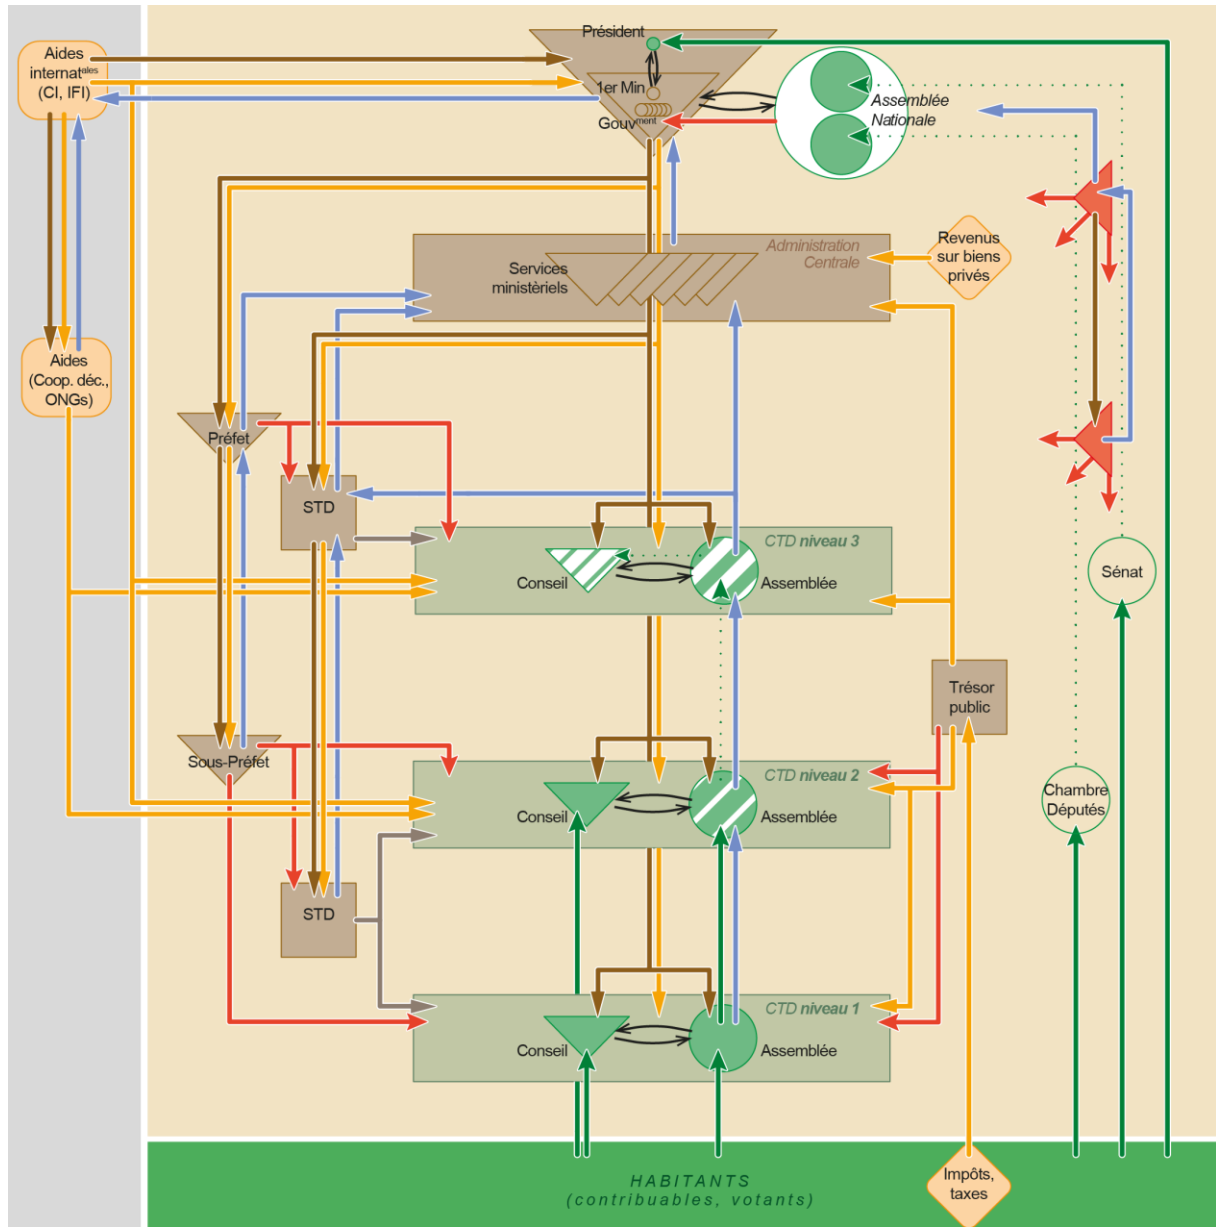 Aides
internatales
(CI, IFI)
Président
1er Min
Gouvment
Assemblée
Nationale
Administration
Centrale
Services
ministèriels
Revenus
sur biens
privés
Aides
(Coop. déc.,
ONGs)
Préfet
STD
CTD niveau 3
Conseil
Assemblée
Sénat
Trésor
public
Sous-Préfet
CTD niveau 2
Conseil
Assemblée
Chambre
Députés
STD
CTD niveau 1
Conseil
Assemblée
HABITANTS
(contribuables, votants)
Impôts,
taxes